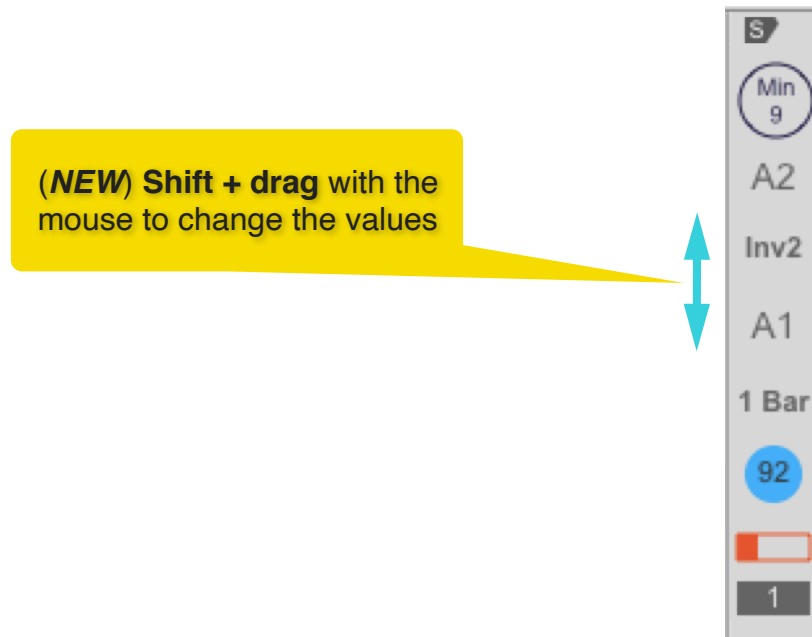 S
Min
9
A2
(NEW) Shift + drag with the
mouse to change the values
Inv2
A1
1 Bar
92
1